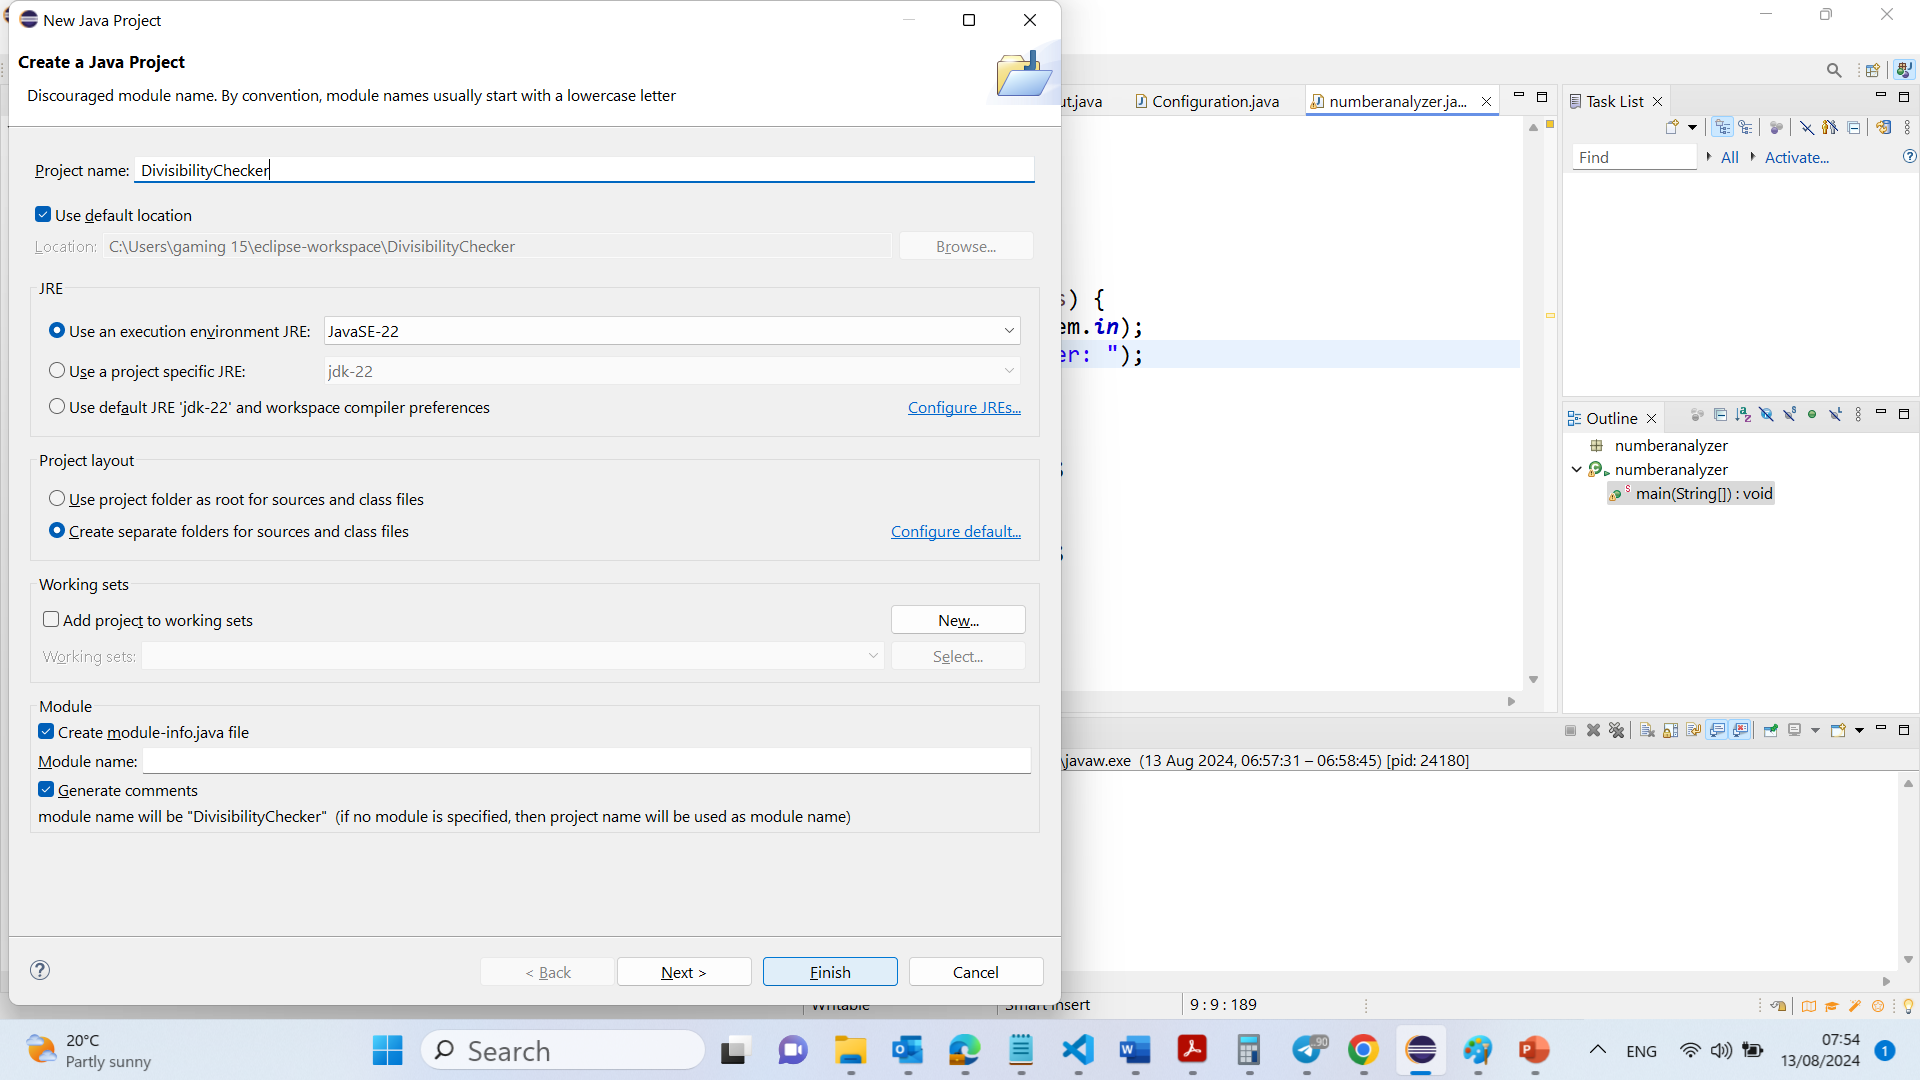 New Java Project
Create a Java Project
Discouraged module name. By convention, module names usually start with a lowercase letter
Project name: DivisibilityChecker
Use default location
Location: C:\Users\gaming 15\eclipse-workspace\DivisibilityChecker
Browse...
JRE
Use an execution environment JRE: JavaSE-22
Use a project specific JRE: jdk-22
Use default JRE 'jdk-22' and workspace compiler preferences
Configure JREs...
Project layout
Use project folder as root for sources and class files
Create separate folders for sources and class files
Configure default...
Working sets
Add project to working sets
New...
Working sets:
Select...
Module
Create module-info.java file
Module name:
Generate comments
module name will be "DivisibilityChecker" (if no module is specified, then project name will be used as module name)
< Back
Next >
Finish
Cancel
ut.java
Configuration.java
numberanalyzer.ja...
) {
em.in);
er: ");
Task List
Find
All
Activate...
Outline
numberanalyzer
numberanalyzer
main(String[]) : void
\javaw.exe (13 Aug 2024, 06:57:31 – 06:58:45) [pid: 24180]
Writable
Smart Insert
9 : 9 : 189
20°C
Partly sunny
Search
90
ENG
07:54
13/08/2024
1